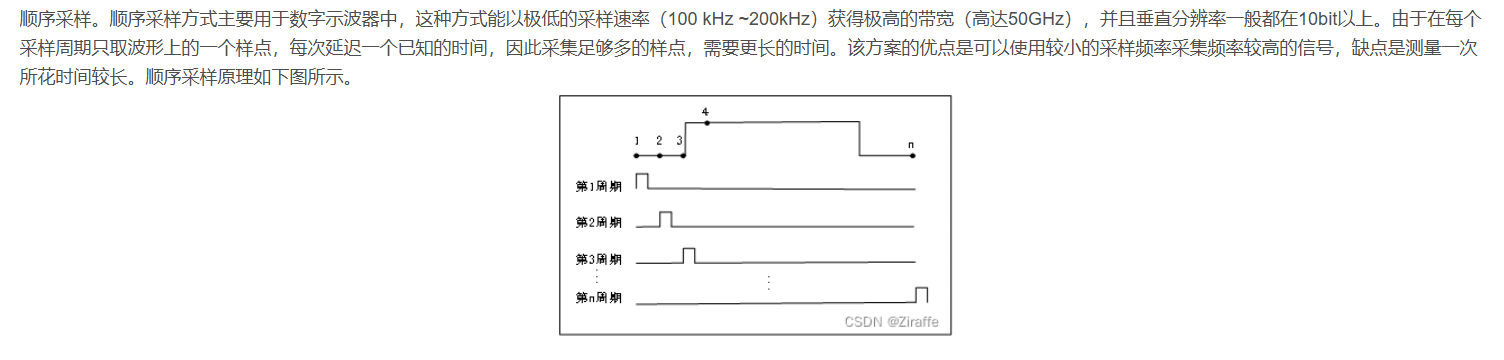 顺序采样。顺序采样方式主要用于数字示波器中，这种方式能以极低的采样速率（100 kHz ~200kHz）获得极高的带宽（高达50GHz），并且垂直分辨率一般都在10bit以上。由于在每个
采样周期只取波形上的一个样点，每次延迟一个已知的时间，因此采集足够多的样点，需要更长的时间。该方案的优点是可以使用较小的采样频率采集频率较高的信号，缺点是测量一次
所花时间较长。顺序采样原理如下图所示。
4
1 2 3 n
第1周期
第2周期
第3周期
第n周期
CSDN @Ziraffe